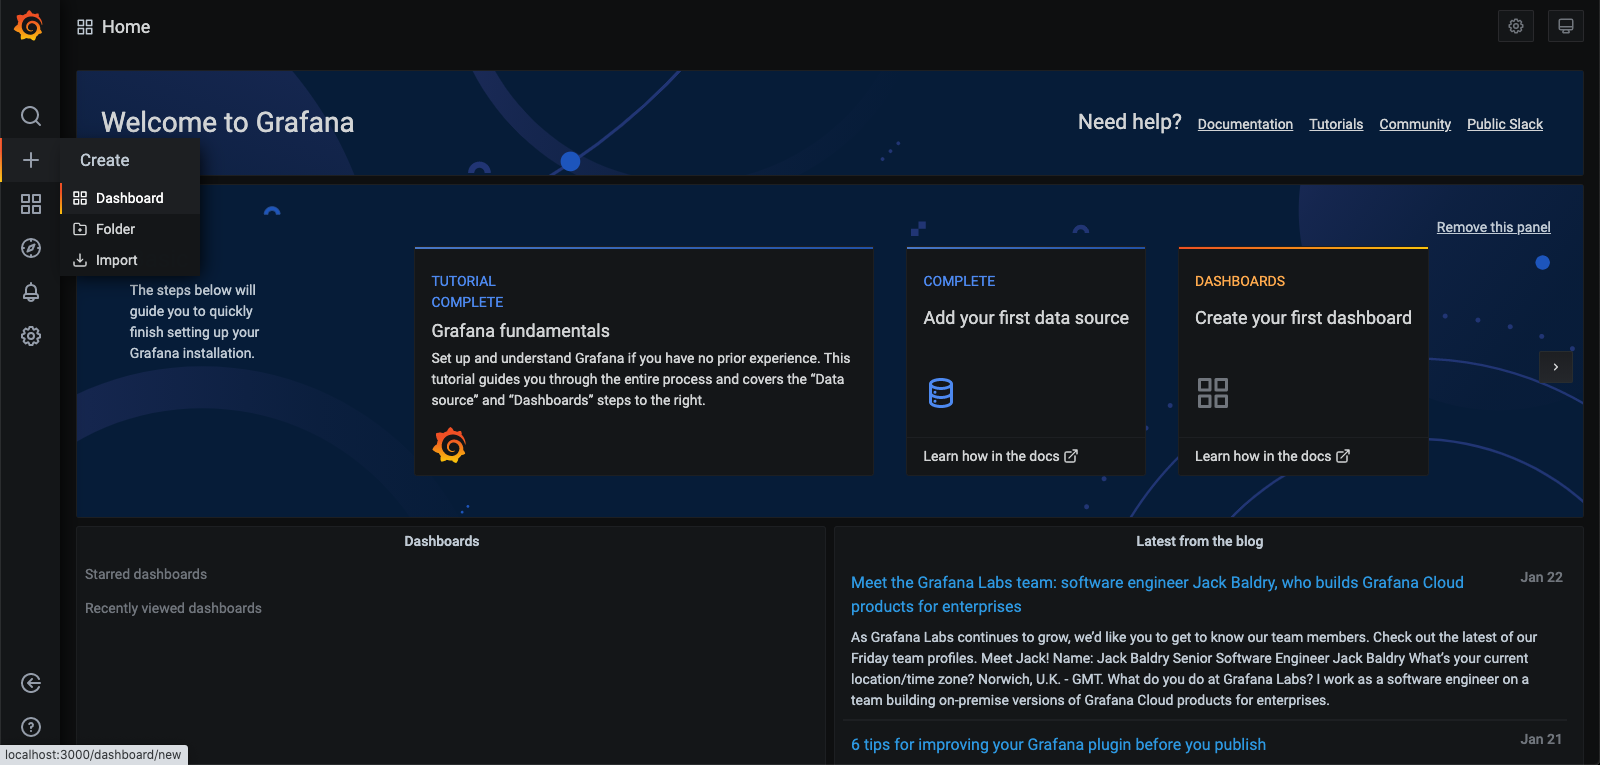 Home
Welcome to Grafana
Need help? Documentation Tutorials Community Public Slack
Create
Dashboard
Folder
Import
Remove this panel
The steps below will
guide you to quickly
finish setting up your
Grafana installation.
TUTORIAL
COMPLETE
Grafana fundamentals
Set up and understand Grafana if you have no prior experience. This
tutorial guides you through the entire process and covers the “Data
source” and “Dashboards” steps to the right.
COMPLETE
Add your first data source
Learn how in the docs
DASHBOARDS
Create your first dashboard
Learn how in the docs
Dashboards
Starred dashboards
Recently viewed dashboards
Latest from the blog
Meet the Grafana Labs team: software engineer Jack Baldry, who builds Grafana Cloud
products for enterprises
Jan 22
As Grafana Labs continues to grow, we’d like you to get to know our team members. Check out the latest of our
Friday team profiles. Meet Jack! Name: Jack Baldry Senior Software Engineer Jack Baldry What’s your current
location/time zone? Norwich, U.K. - GMT. What do you do at Grafana Labs? I work as a software engineer on a
team building on-premise versions of Grafana Cloud products for enterprises.
6 tips for improving your Grafana plugin before you publish
Jan 21
localhost:3000/dashboard/new